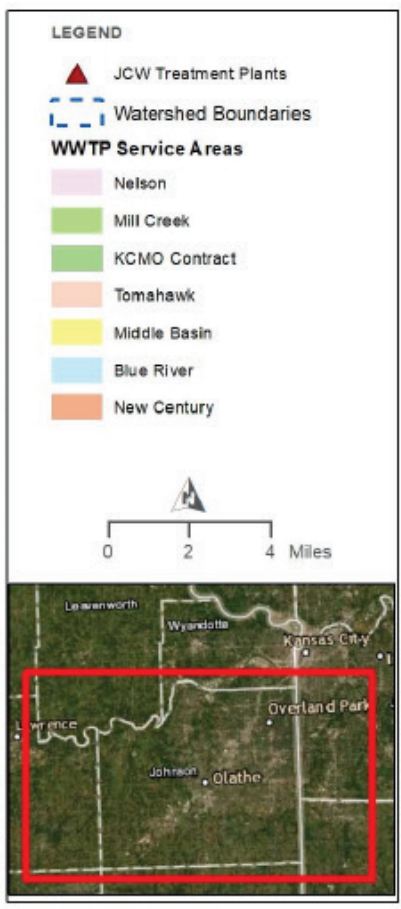 LEGEND
JCW Treatment Plants
Watershed Boundaries
WWTP Service Areas
Nelson
Mill Creek
KCMO Contract
Tomahawk
Middle Basin
Blue River
New Century
N
0 2 4 Miles
Leavenworth
Wyandotte
Kansas City
Overland Park
Lawrence
Johnson
Olathe